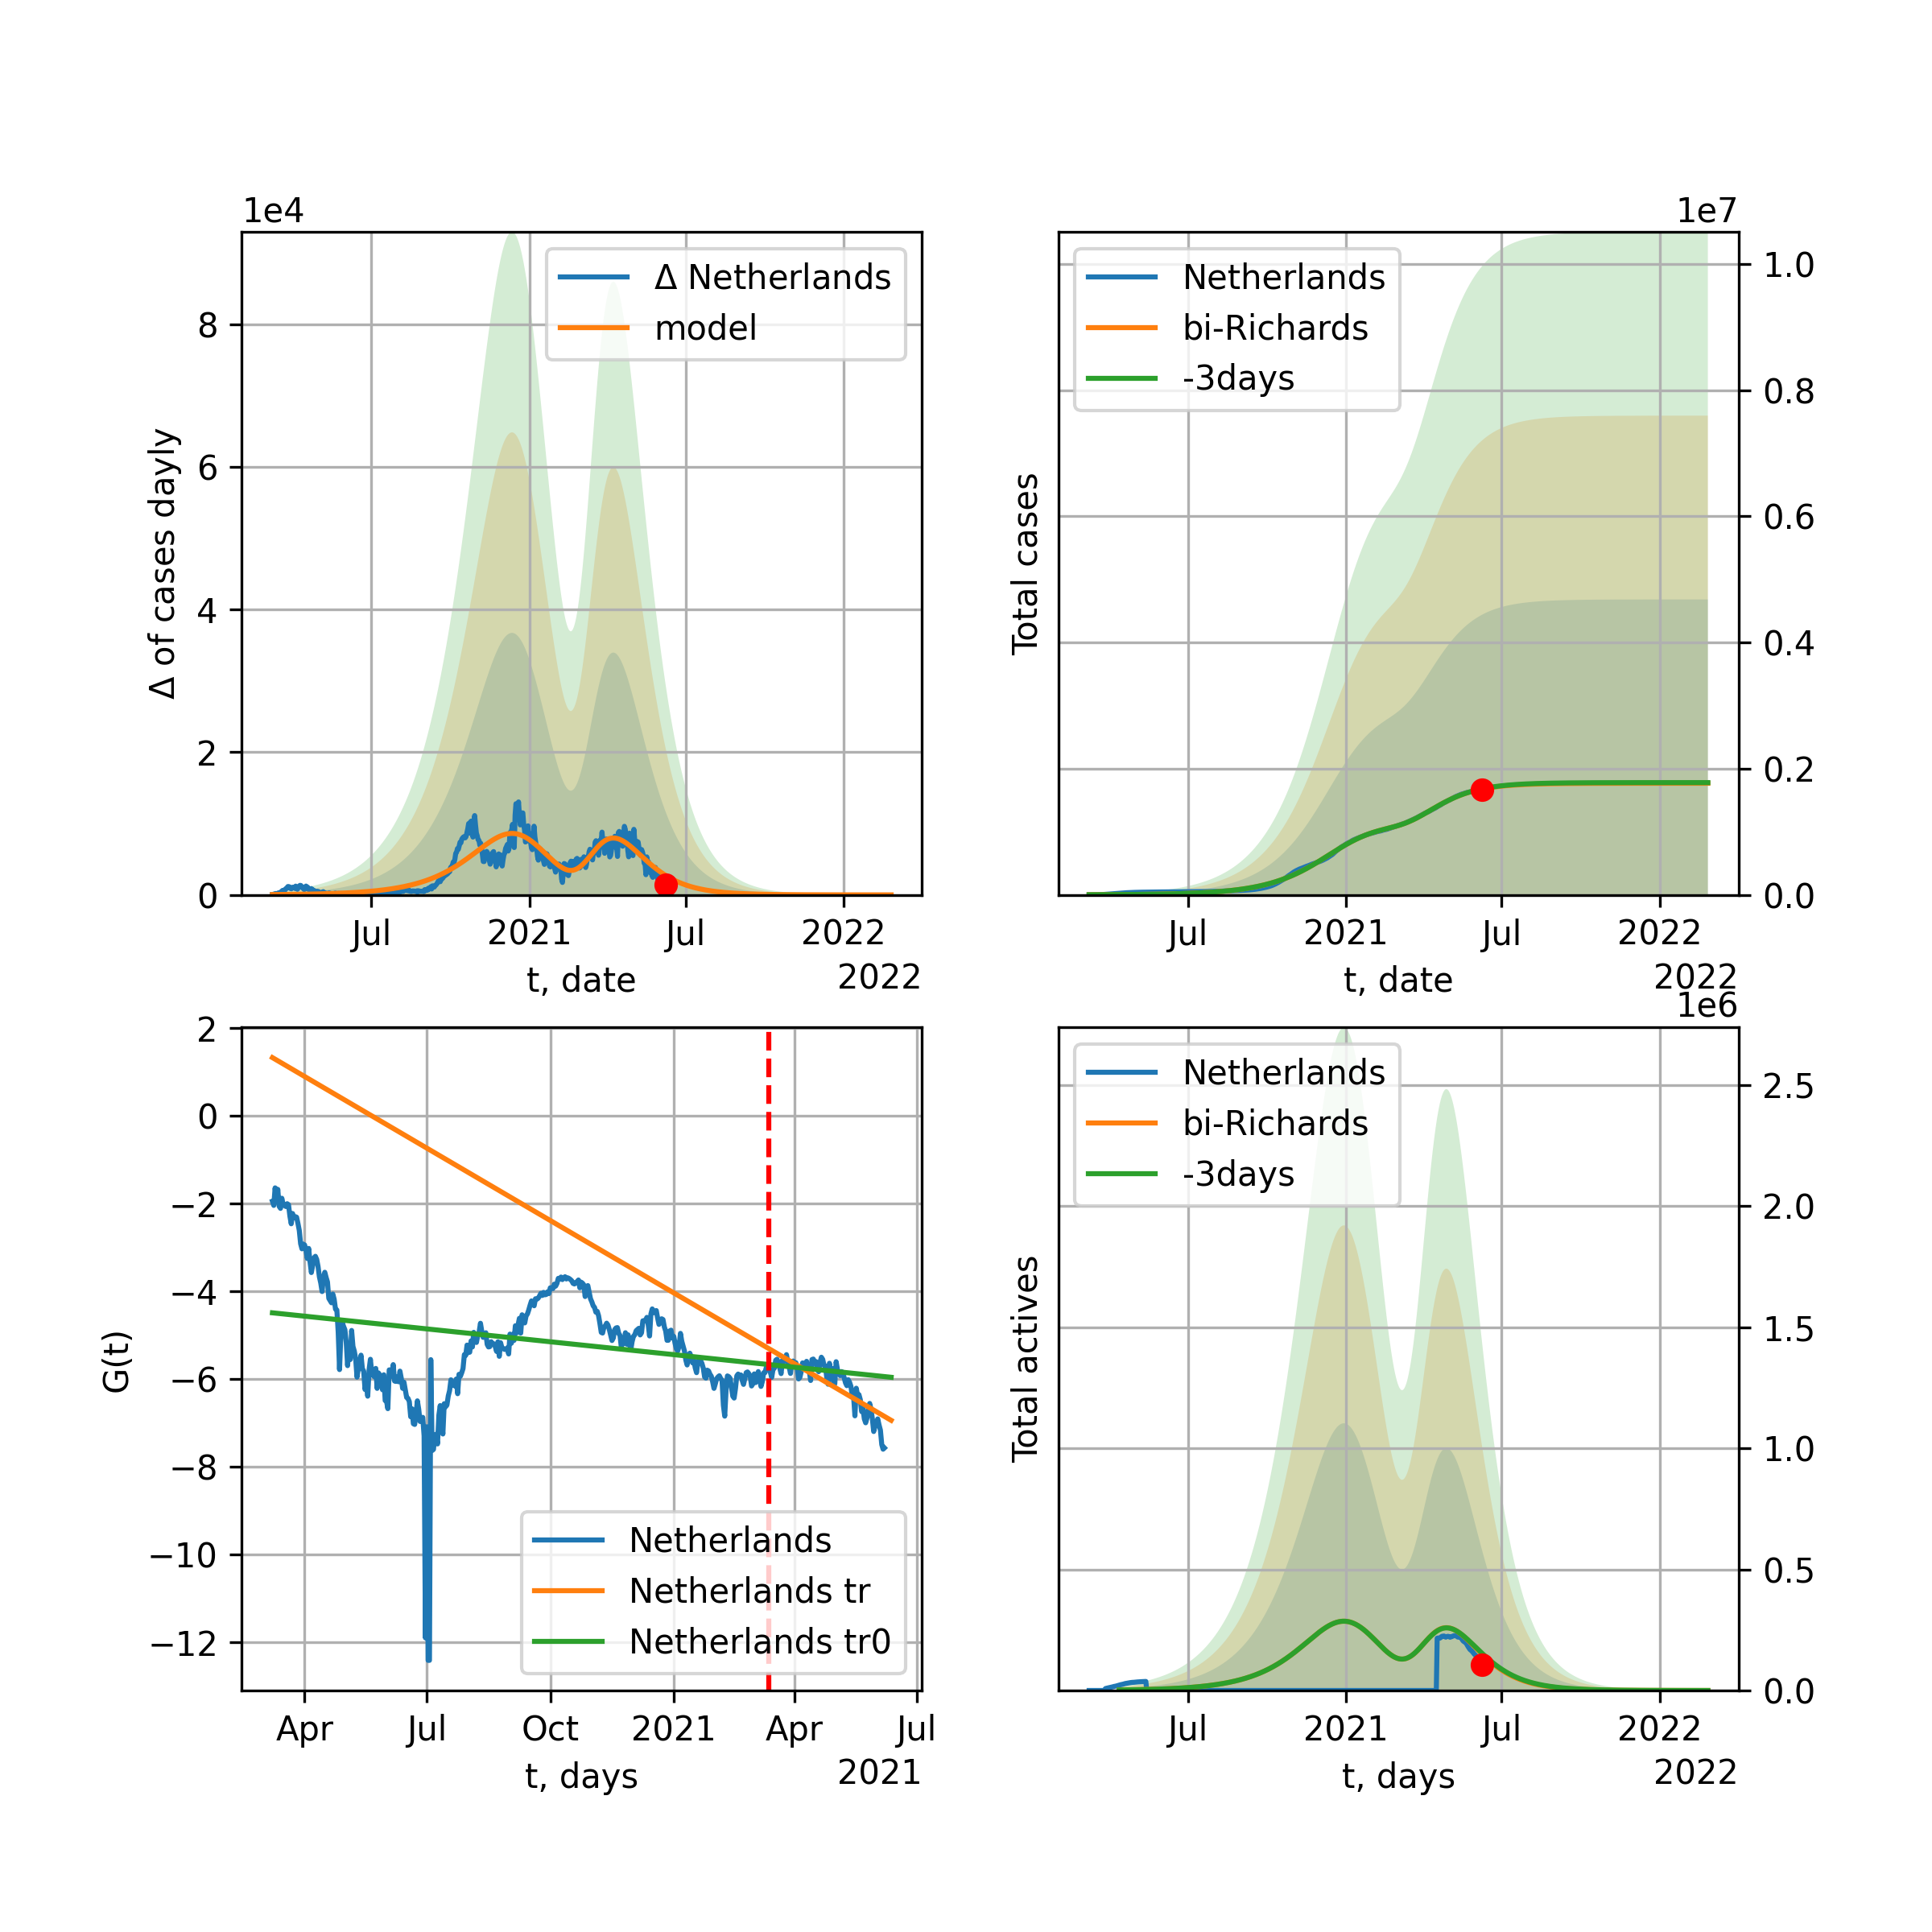 1e4
Δ of cases dayly
8
6
4
2
0
Δ Netherlands
model
Jul
2021
Jul
2022
t, date
2022
1e7
Total cases
Netherlands
bi-Richards
-3days
1.0
0.8
0.6
0.4
0.2
0.0
Jul
2021
Jul
2022
t, date
2022
G(t)
2
0
−2
−4
−6
−8
−10
−12
Netherlands
Netherlands tr
Netherlands tr0
Apr
Jul
Oct
2021
Apr
Jul
t, days
2021
1e6
Total actives
Netherlands
bi-Richards
-3days
2.5
2.0
1.5
1.0
0.5
0.0
Jul
2021
Jul
2022
t, days
2022